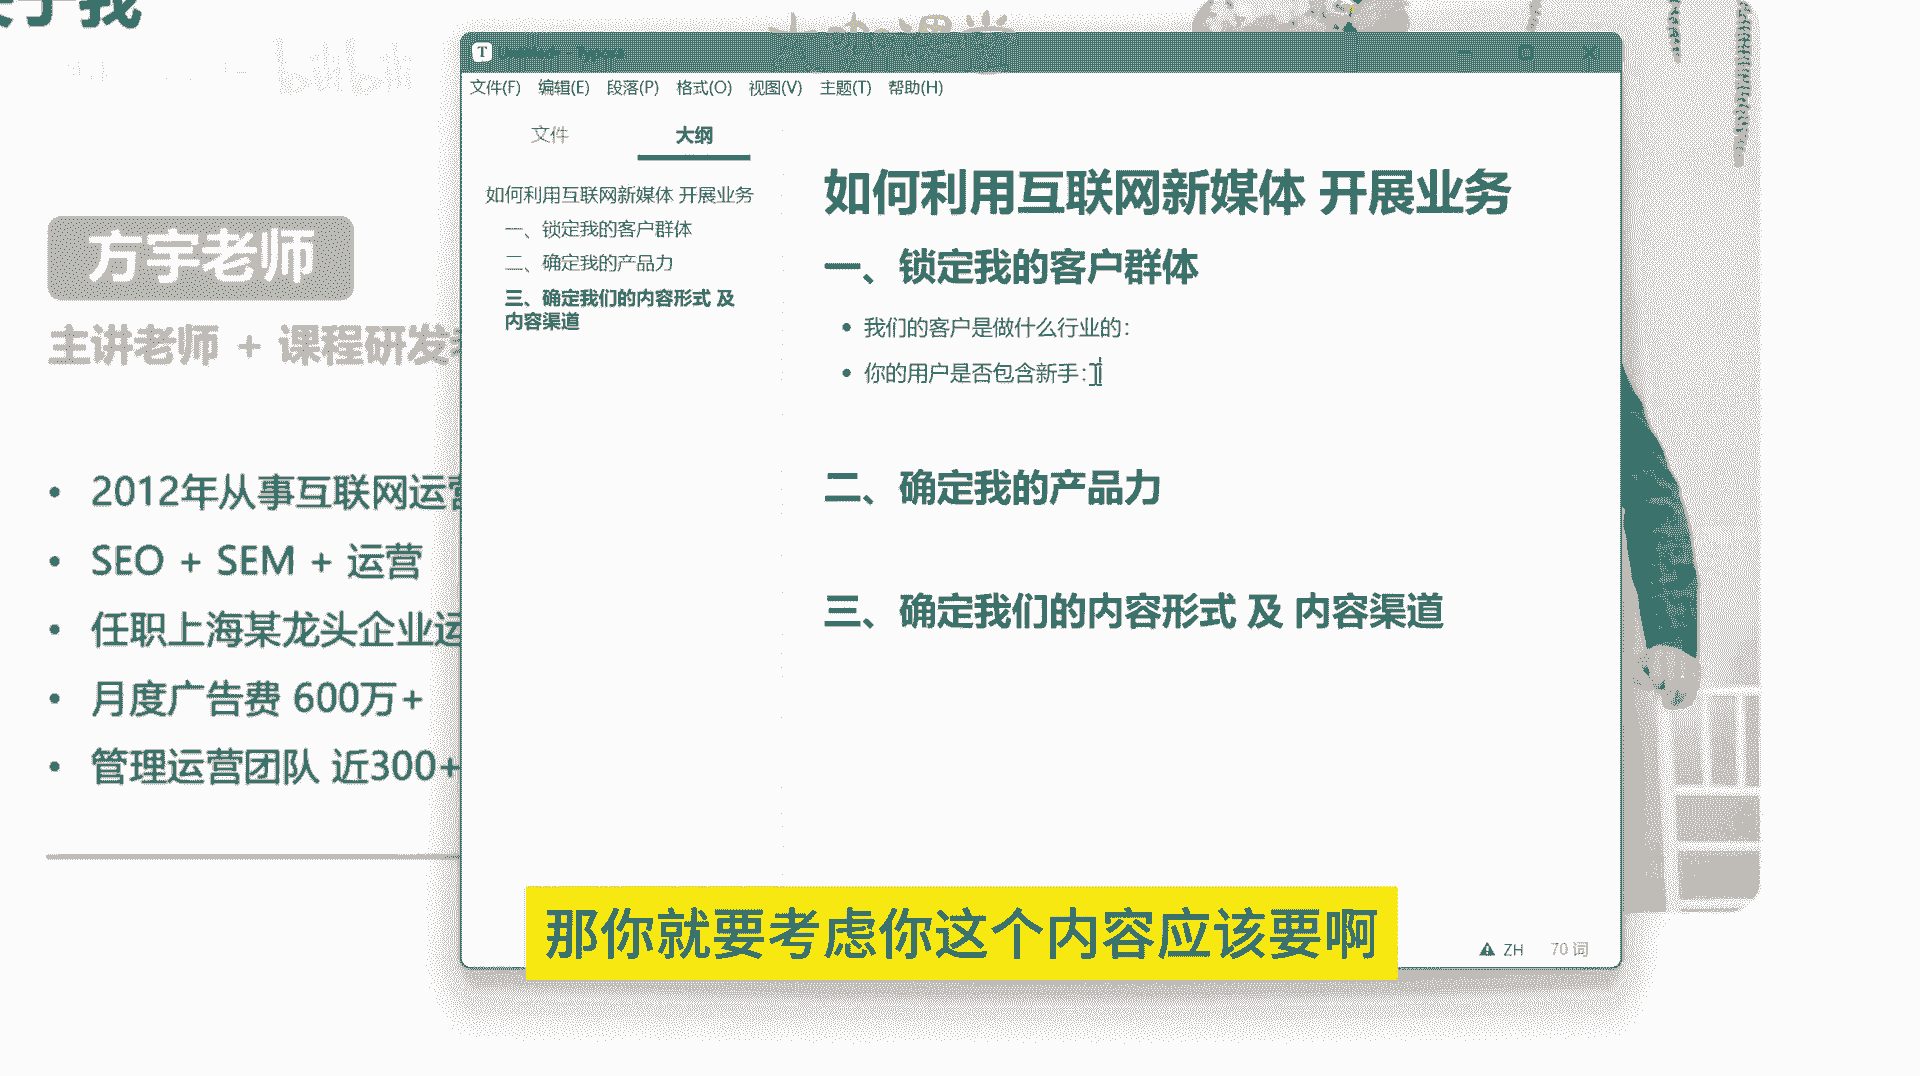 关于我
bilibili
方宇老师
主讲老师 + 课程研发
2012年从事互联网运营
SEO + SEM + 运营
任职上海某龙头企业运
月度广告费 600万+
管理运营团队 近300+
文件(F) 编辑(E) 段落(P) 格式(O) 视图(V) 主题(T) 帮助(H)
文件 大纲
如何利用互联网新媒体 开展业务
一、锁定我的客户群体
二、确定我的产品力
三、确定我们的内容形式 及
内容渠道
如何利用互联网新媒体 开展业务
一、锁定我的客户群体
我们的客户是做什么行业的：
你的用户是否包含新手：
二、确定我的产品力
三、确定我们的内容形式 及 内容渠道
ZH 70 词
那你就要考虑你这个内容应该要啊